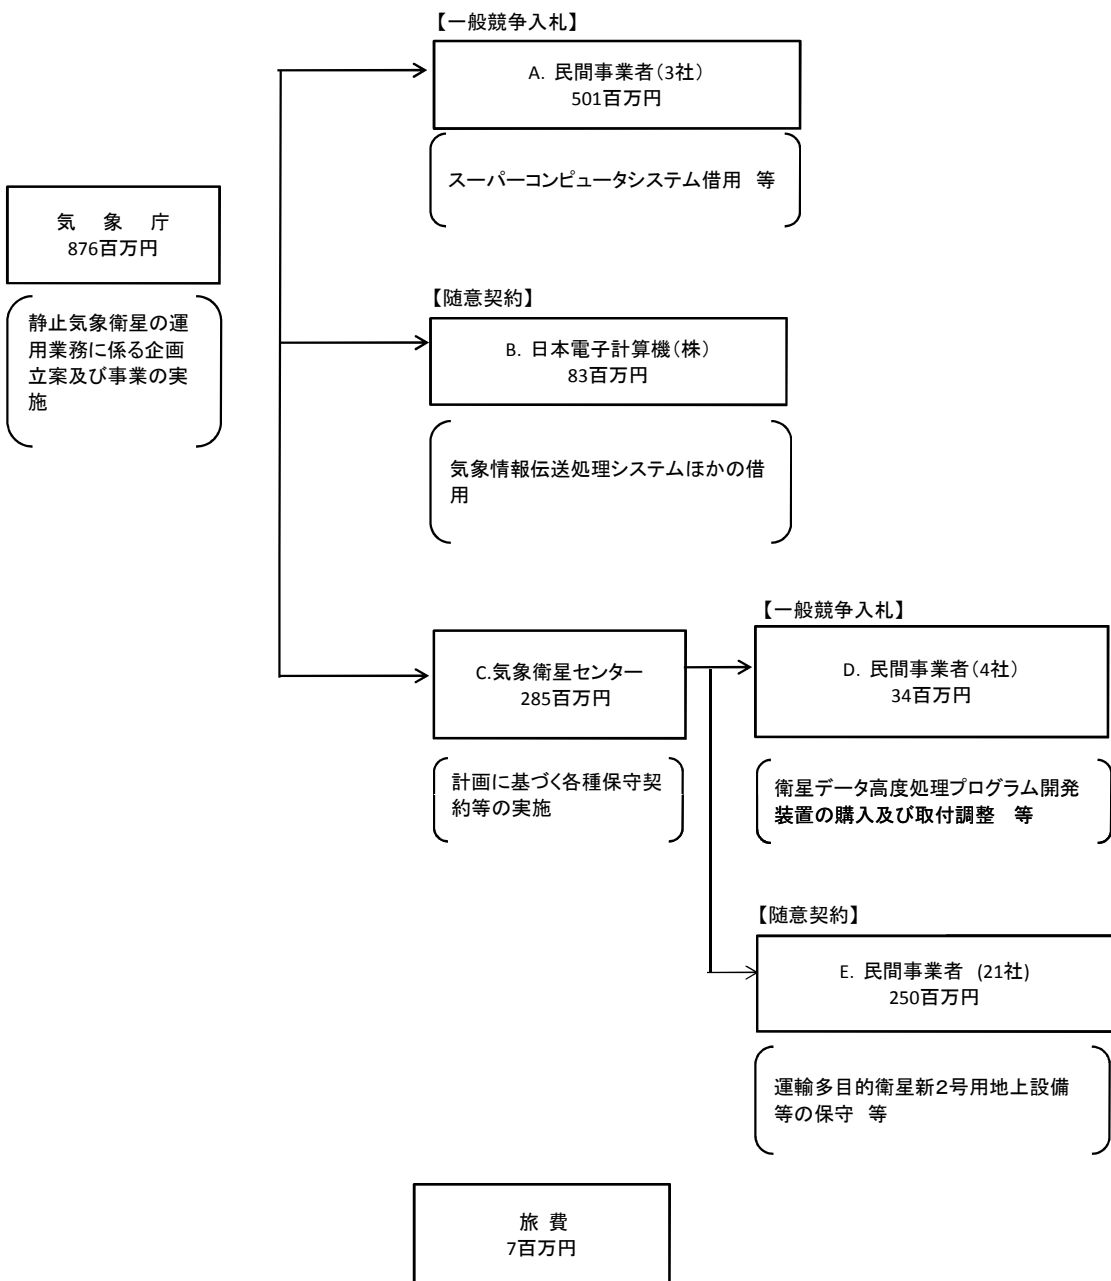 【一般競争入札】
A. 民間事業者（3社）
501百万円
スーパーコンピュータシステム借用　等
気　象　庁
876百万円
静止気象衛星の運
用業務に係る企画
立案及び事業の実
施
【随意契約】
B. 日本電子計算機（株）
83百万円
気象情報伝送処理システムほかの借
用
C.気象衛星センター
285百万円
計画に基づく各種保守契
約等の実施
【一般競争入札】
D. 民間事業者（4社）
34百万円
衛星データ高度処理プログラム開発
装置の購入及び取付調整　等
【随意契約】
E. 民間事業者 (21社)
250百万円
運輸多目的衛星新2号用地上設備
等の保守　等
旅 費
7百万円